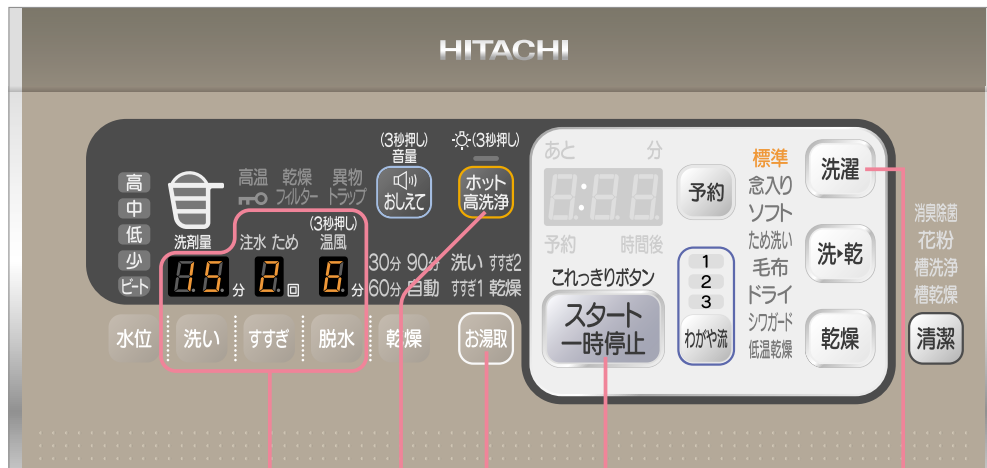 HITACHI
(3秒押し)
音量
おしえて
(3秒押し)
ホット
高洗浄
高
中
低
少
ビート
洗剤量
高温
乾燥
フィルター
異物
トラップ
注水 ため
(3秒押し)
温風
15 分
2 回
6 分
30分 90分
60分 自動
洗い すすぎ2
すすぎ1 乾燥
水位
洗い
すすぎ
脱水
乾燥
お湯取
あと 分
8:88
予約 時間後
これっきりボタン
スタート
一時停止
予約
1
2
3
わがや流
標準
念入り
ソフト
ため洗い
毛布
ドライ
シワガード
低温乾燥
洗濯
洗▸乾
乾燥
消臭除菌
花粉
槽洗浄
槽乾燥
清潔